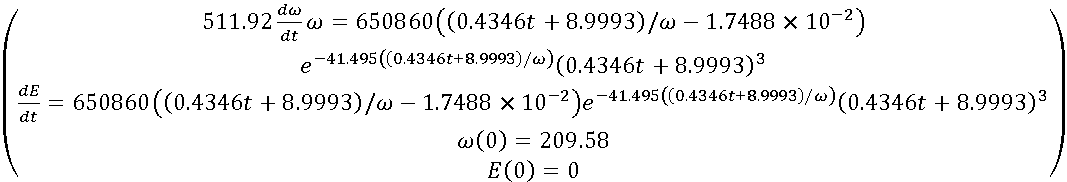 511.92 dω/dt ω = 650860((0.4346t + 8.9993)/ω − 1.7488 × 10⁻²)
e^(−41.495((0.4346t+8.9993)/ω))(0.4346t + 8.9993)³
dE/dt = 650860((0.4346t + 8.9993)/ω − 1.7488 × 10⁻²)e^(−41.495((0.4346t+8.9993)/ω))(0.4346t + 8.9993)³
ω(0) = 209.58
E(0) = 0